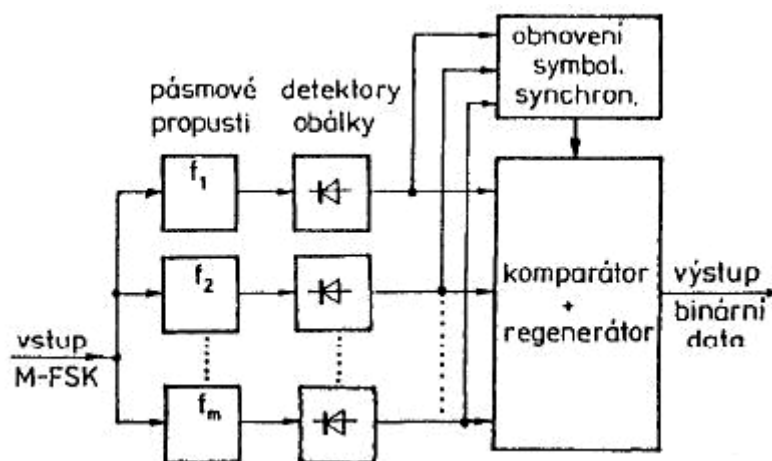 obnovení
symbol.
synchron.
pásmové
propusti
detektory
obálky
f₁
f₂
fₘ
vstup
M-FSK
komparátor
+
regenerátor
výstup
binární
data